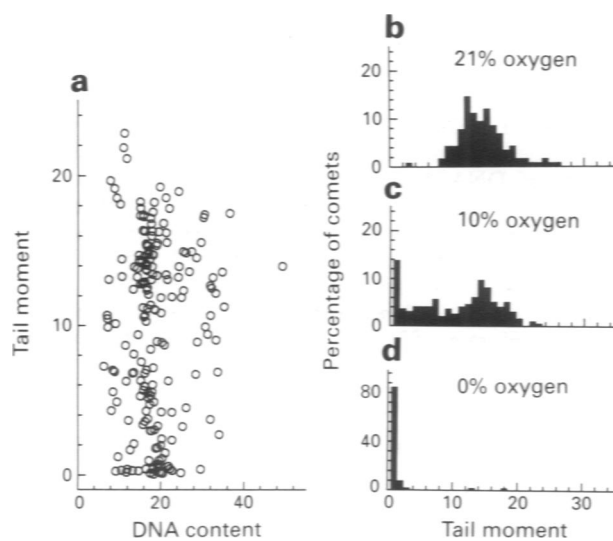 a
Tail moment
20
10
0
0 20 40
DNA content
Percentage of comets
b
21% oxygen
20
10
0
c
10% oxygen
20
10
0
d
0% oxygen
80
40
0
0 10 20 30
Tail moment